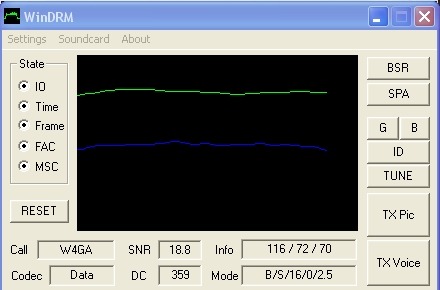 WinDRM
Settings Soundcard About
State
IO
Time
Frame
FAC
MSC
RESET
BSR
SPA
G B
ID
TUNE
TX Pic
TX Voice
Call W4GA SNR 18.8 Info 116 / 72 / 70
Codec Data DC 359 Mode B/S/16/0/2.5